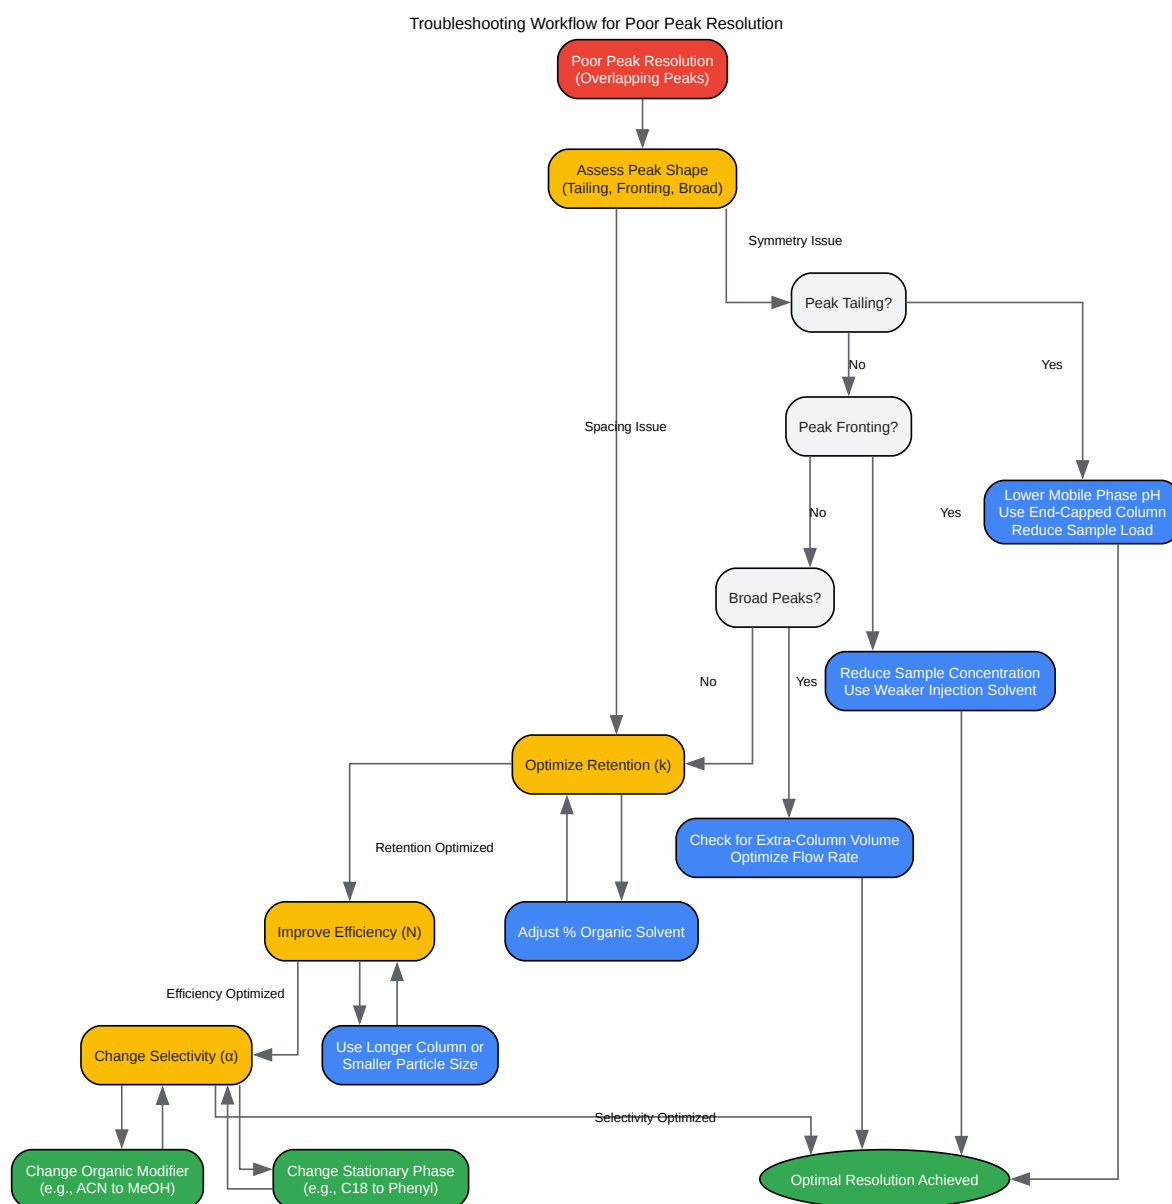 Troubleshooting Workflow for Poor Peak Resolution
Poor Peak Resolution
(Overlapping Peaks)
Assess Peak Shape
(Tailing, Fronting, Broad)
Symmetry Issue
Peak Tailing?
No
Yes
Spacing Issue
Peak Fronting?
No
Yes
Lower Mobile Phase pH
Use End-Capped Column
Reduce Sample Load
Broad Peaks?
No
Yes
Reduce Sample Concentration
Use Weaker Injection Solvent
Optimize Retention (k)
Retention Optimized
Check for Extra-Column Volume
Optimize Flow Rate
Improve Efficiency (N)
Adjust % Organic Solvent
Efficiency Optimized
Change Selectivity (α)
Use Longer Column or
Smaller Particle Size
Selectivity Optimized
Change Organic Modifier
(e.g., ACN to MeOH)
Change Stationary Phase
(e.g., C18 to Phenyl)
Optimal Resolution Achieved